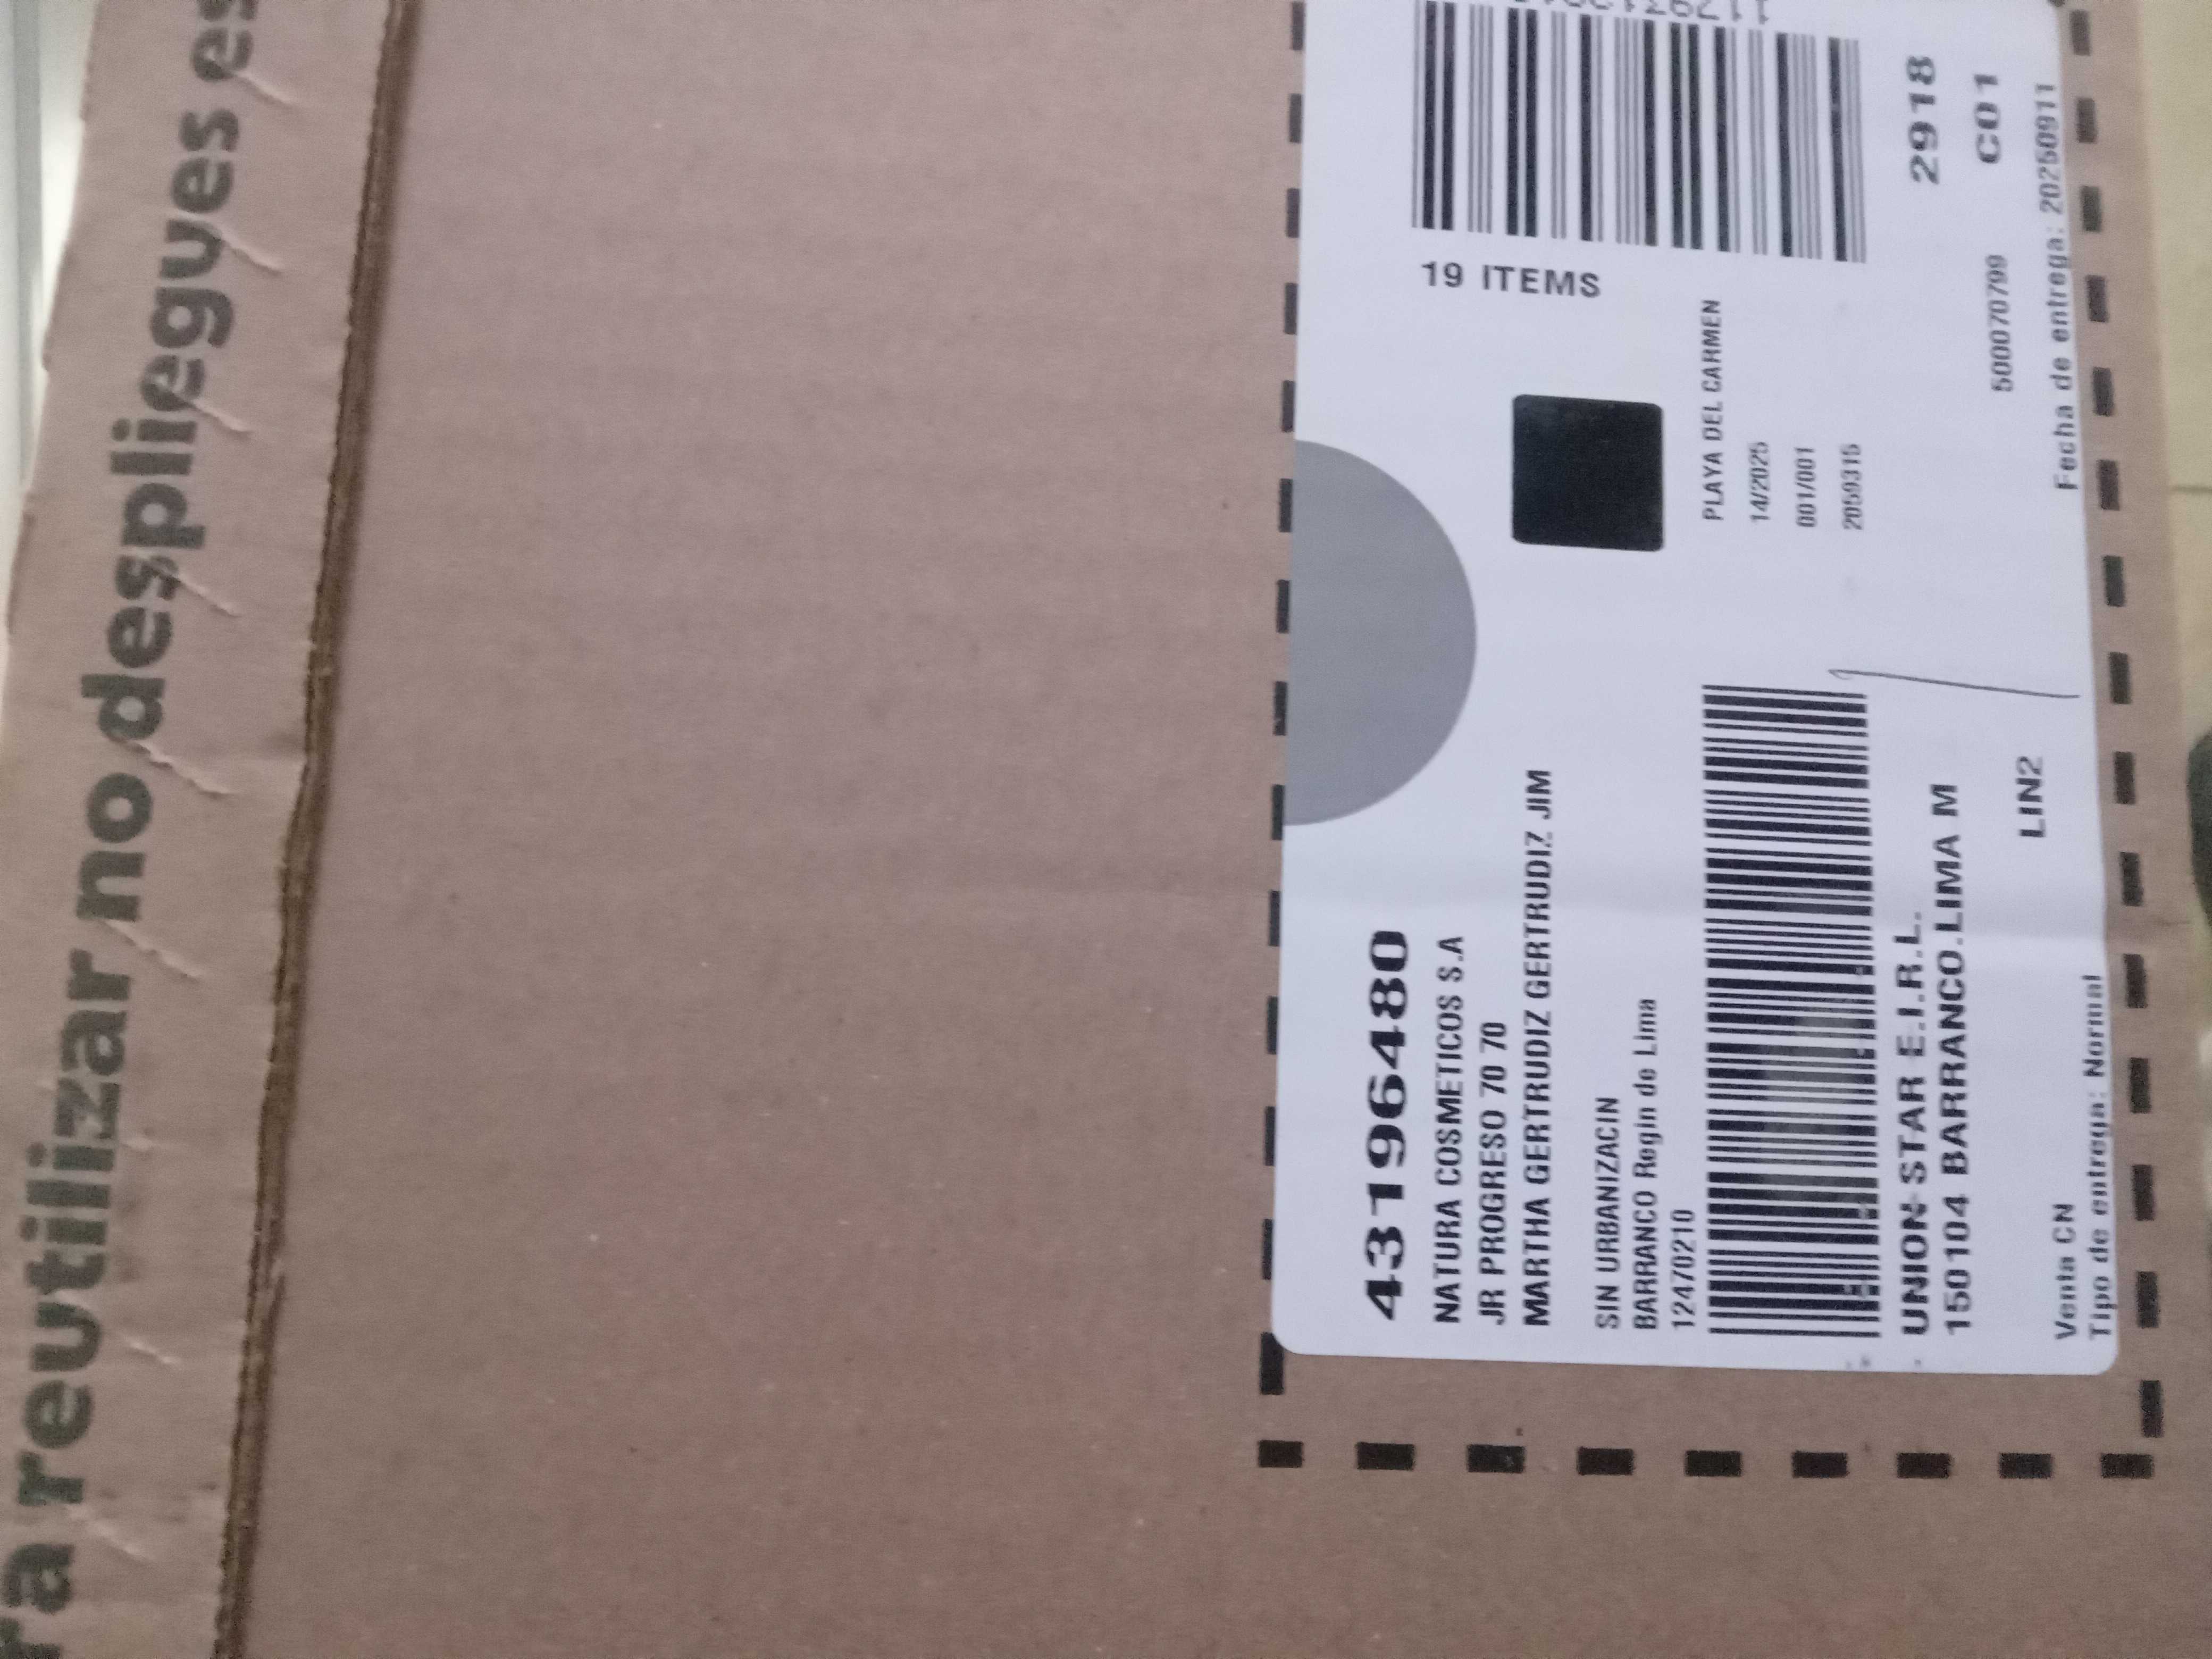 ra reutilizar no despliegues es
43196480
NATURA COSMETICOS S.A
JR PROGRESO 70 70
MARTHA GERTRUDIZ GERTRUDIZ JIM
SIN URBANIZACIN
BARRANCO Regin de Lima
12470210
UNION-STAR E.I.R.L.
150104 BARRANCO.LIMA M
LIN2
Venta CN
Tipo de entrega: Normal
19 ITEMS
PLAYA DEL CARMEN
14/2025
001/001
2059315
2918
C01
500070799
Fecha de entrega: 20250911